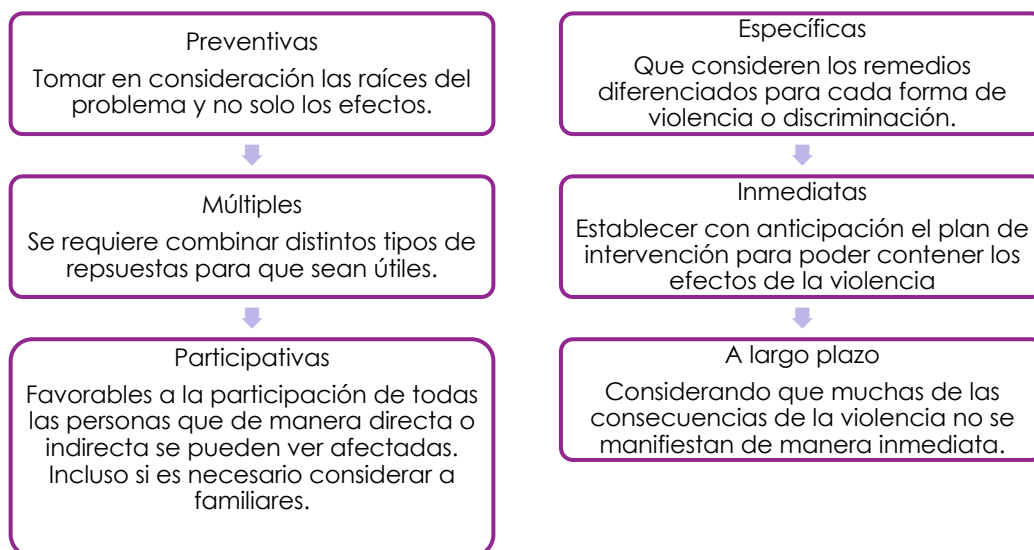 Preventivas
Tomar en consideración las raíces del
problema y no solo los efectos.
Múltiples
Se requiere combinar distintos tipos de
repsuestas para que sean útiles.
Participativas
Favorables a la participación de todas
las personas que de manera directa o
indirecta se pueden ver afectadas.
Incluso si es necesario considerar a
familiares.
Específicas
Que consideren los remedios
diferenciados para cada forma de
violencia o discriminación.
Inmediatas
Establecer con anticipación el plan de
intervención para poder contener los
efectos de la violencia
A largo plazo
Considerando que muchas de las
consecuencias de la violencia no se
manifiestan de manera inmediata.